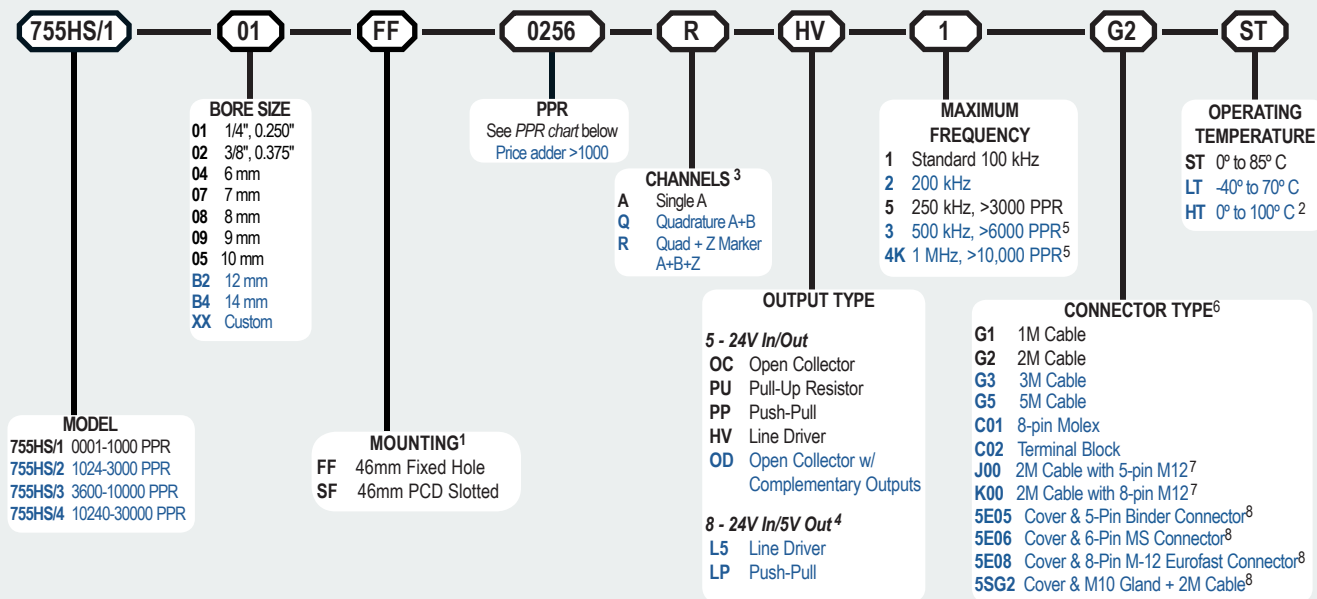 755HS/1 01 FF 0256 R HV 1 G2 ST
BORE SIZE
01 1/4", 0.250"
02 3/8", 0.375"
04 6 mm
07 7 mm
08 8 mm
09 9 mm
05 10 mm
B2 12 mm
B4 14 mm
XX Custom
PPR
See PPR chart below
Price adder >1000
CHANNELS 3
A Single A
Q Quadrature A+B
R Quad + Z Marker
A+B+Z
MAXIMUM
FREQUENCY
1 Standard 100 kHz
2 200 kHz
5 250 kHz, >3000 PPR
3 500 kHz, >6000 PPR5
4K 1 MHz, >10,000 PPR5
OPERATING
TEMPERATURE
ST 0º to 85º C
LT -40º to 70º C
HT 0º to 100º C 2
MODEL
755HS/1 0001-1000 PPR
755HS/2 1024-3000 PPR
755HS/3 3600-10000 PPR
755HS/4 10240-30000 PPR
MOUNTING1
FF 46mm Fixed Hole
SF 46mm PCD Slotted
OUTPUT TYPE
5 - 24V In/Out
OC Open Collector
PU Pull-Up Resistor
PP Push-Pull
HV Line Driver
OD Open Collector w/
Complementary Outputs
8 - 24V In/5V Out 4
L5 Line Driver
LP Push-Pull
CONNECTOR TYPE6
G1 1M Cable
G2 2M Cable
G3 3M Cable
G5 5M Cable
C01 8-pin Molex
C02 Terminal Block
J00 2M Cable with 5-pin M127
K00 2M Cable with 8-pin M127
5E05 Cover & 5-Pin Binder Connector8
5E06 Cover & 6-Pin MS Connector8
5E08 Cover & 8-Pin M-12 Eurofast Connector8
5SG2 Cover & M10 Gland + 2M Cable8